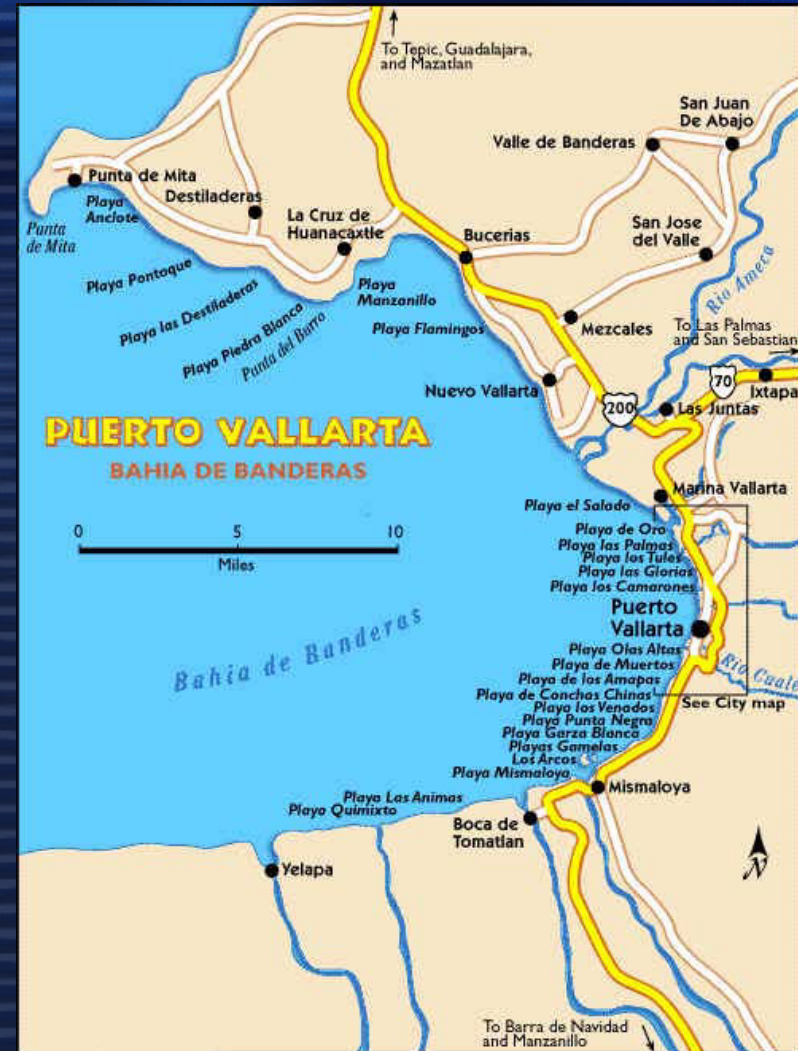 To Tepic, Guadalajara,
and Mazatlan
San Juan
De Abajo
Valle de Banderas
Punta de Mita
Destiladeras
Playa
Anclote
La Cruz de
Huanacaxtle
Punta
de Mita
Bucerias
San Jose
del Valle
Rio Ameca
Playa Pontoque
Playa las Destiladeras
Playa Piedra Blanca
Punta del Burro
Playa
Manzanillo
Playa Flamingos
Mezcales
To Las Palmas
and San Sebastian
Nuevo Vallarta
200
70
Ixtapa
Las Juntas
PUERTO VALLARTA
BAHIA DE BANDERAS
0 5 10
Miles
Marina Vallarta
Playa el Salado
Playa de Oro
Playa las Palmas
Playa los Tules
Playa las Glorias
Playa los Camarones
Puerto
Vallarta
Bahia de Banderas
Playa Olas Altas
Playa de Muertos
Rio Cuale
Playa de los Amapas
Playa de Conchas Chinas
See City map
Playa los Venados
Playa Punta Negra
Playa Garza Blanca
Playas Gamelas
Los Arcos
Playa Mismaloya
Mismaloya
Playa Las Animas
Playa Quimixto
Boca de
Tomatlan
Yelapa
N
To Barra de Navidad
and Manzanillo